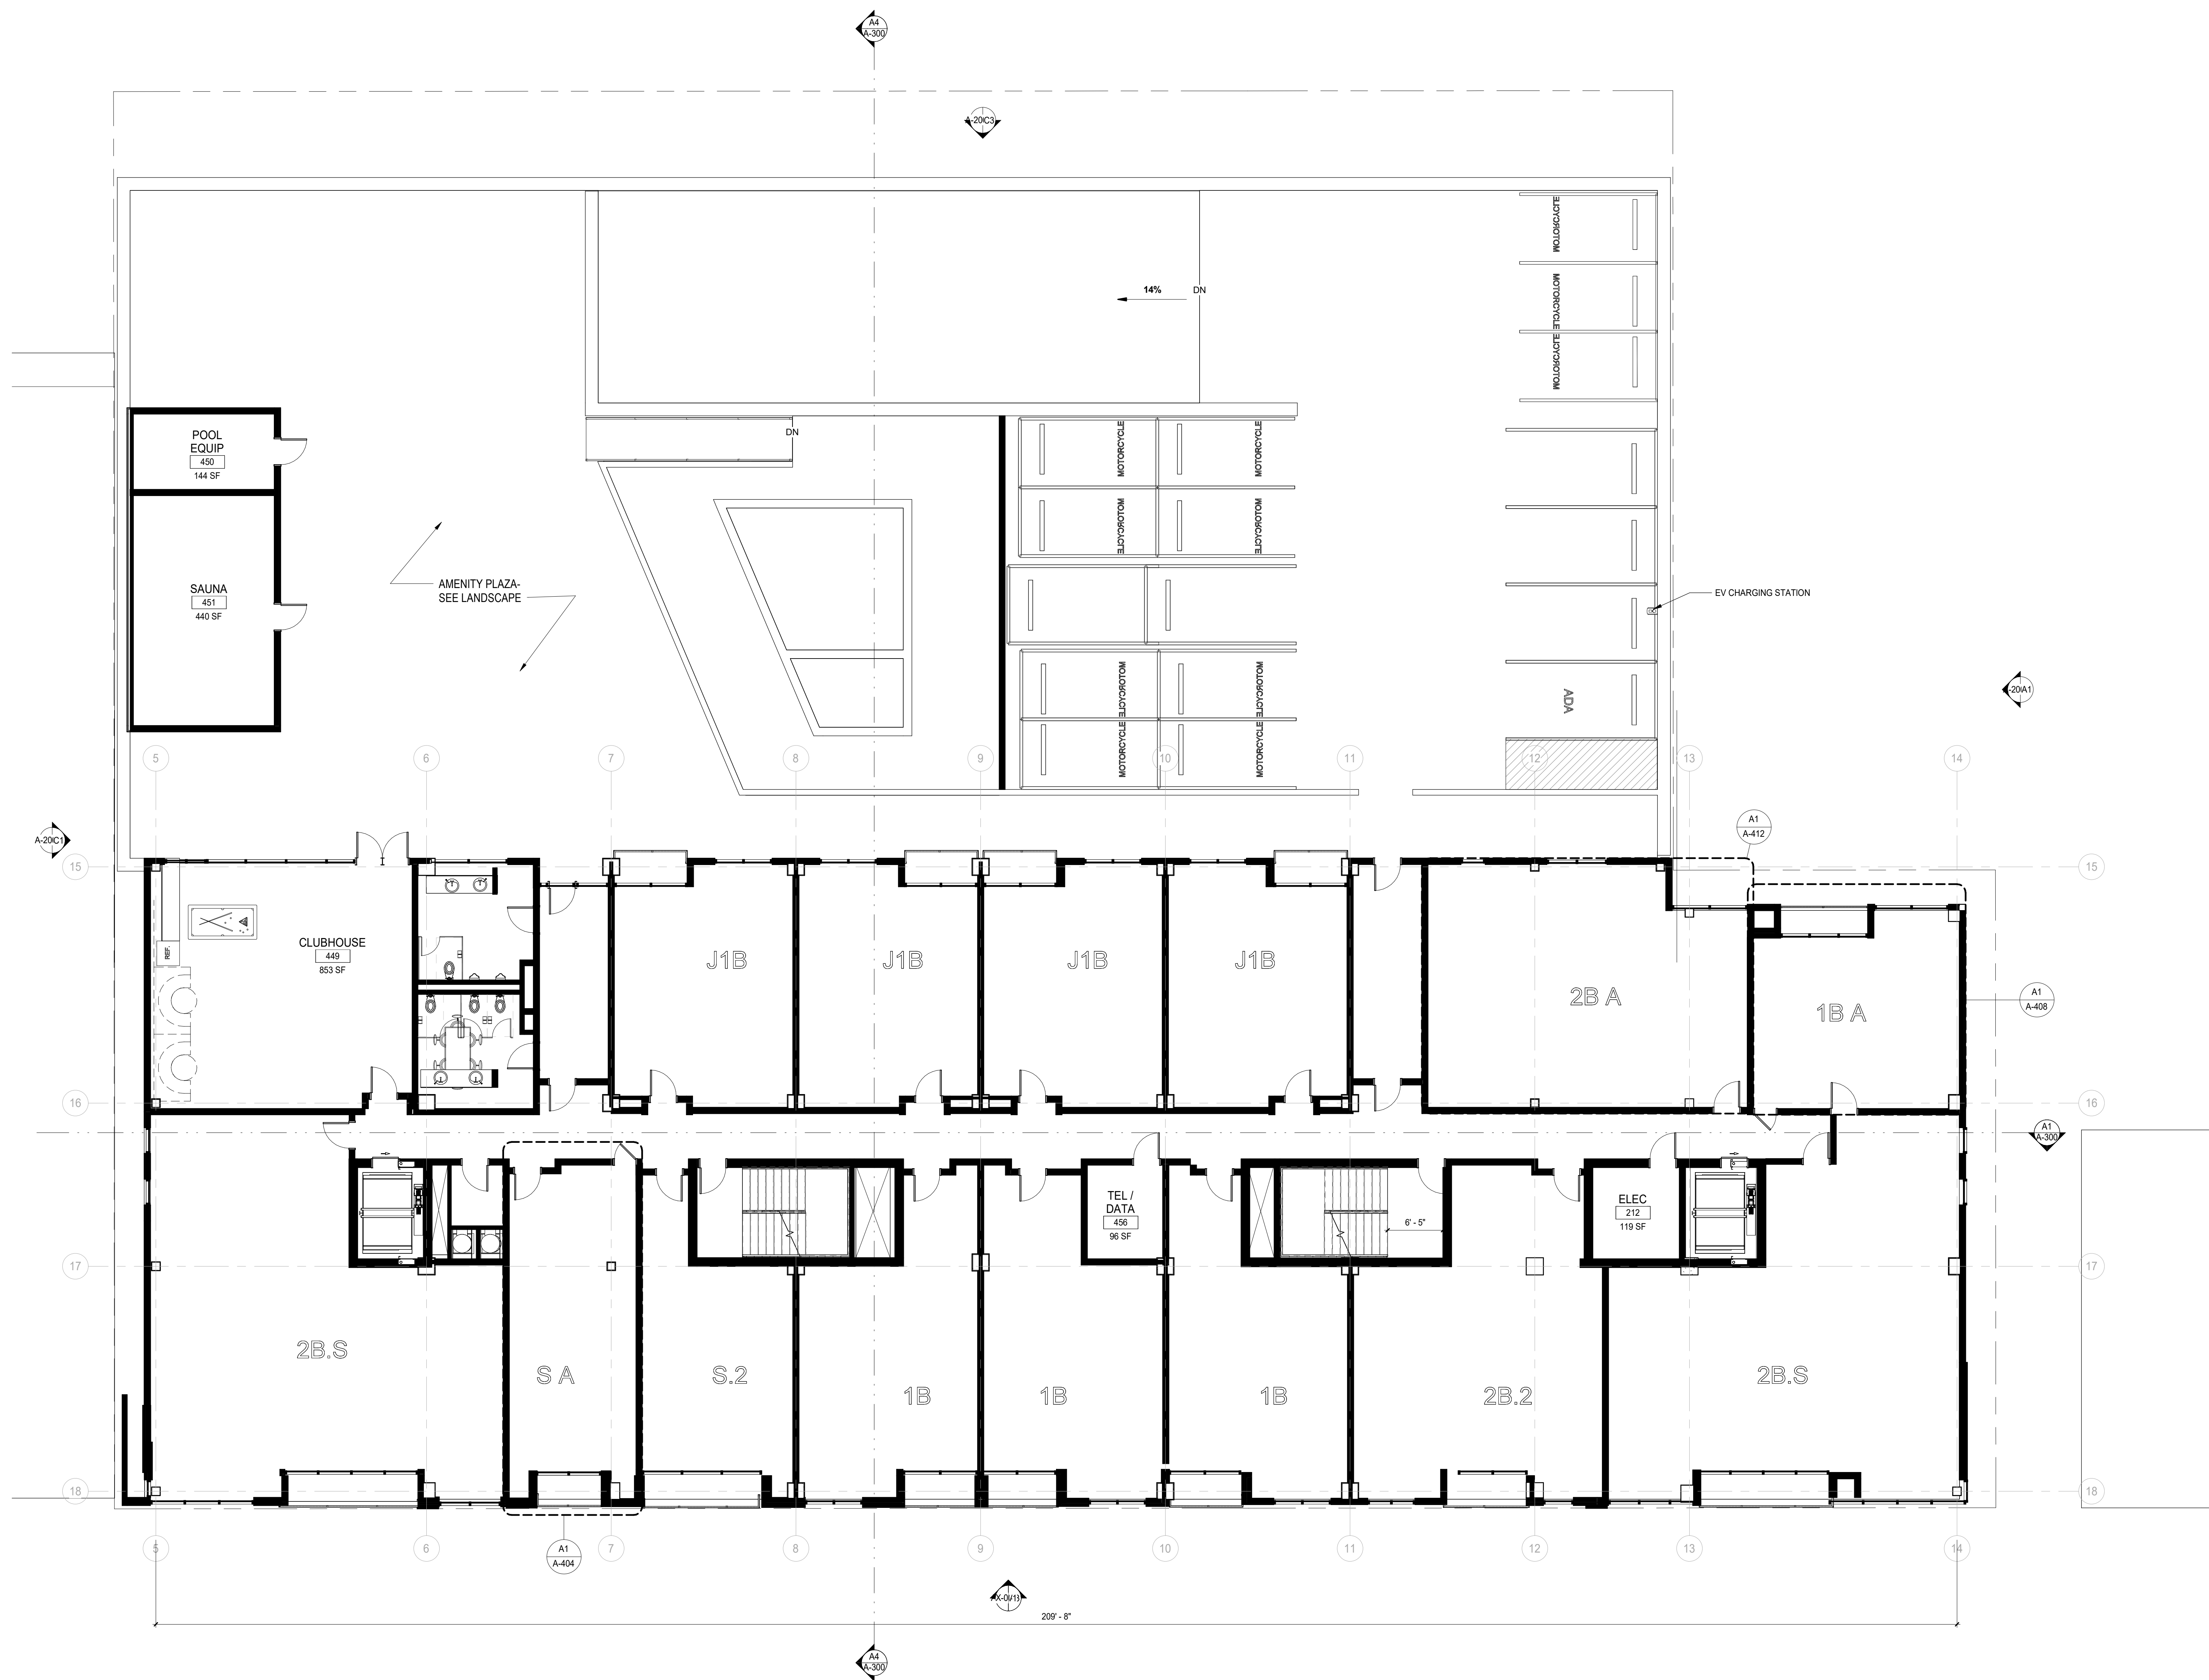 A4
A-300
14%
DN
MOTORCYCLE
MOTORCYCLE
MOTORCYCLE
DN
MOTORCYCLE
MOTORCYCLE
MOTORCYCLE
MOTORCYCLE
POOL
EQUIP
450
144 SF
SAUNA
451
440 SF
AMENITY PLAZA-
SEE LANDSCAPE
EV CHARGING STATION
ADA
MOTORCYCLE
MOTORCYCLE
MOTORCYCLE
MOTORCYCLE
5
6
7
8
9
10
11
12
13
14
A1
A-412
15
15
CLUBHOUSE
449
853 SF
REF.
J1B
J1B
J1B
J1B
2B A
1B A
A1
A-408
16
16
A1
A-300
TEL /
DATA
456
96 SF
6' - 5"
ELEC
212
119 SF
17
17
2B.S
S A
S.2
1B
1B
1B
2B.2
2B.S
18
18
5
6
7
8
9
10
11
12
13
14
A1
A-404
209' - 8"
A4
A-300